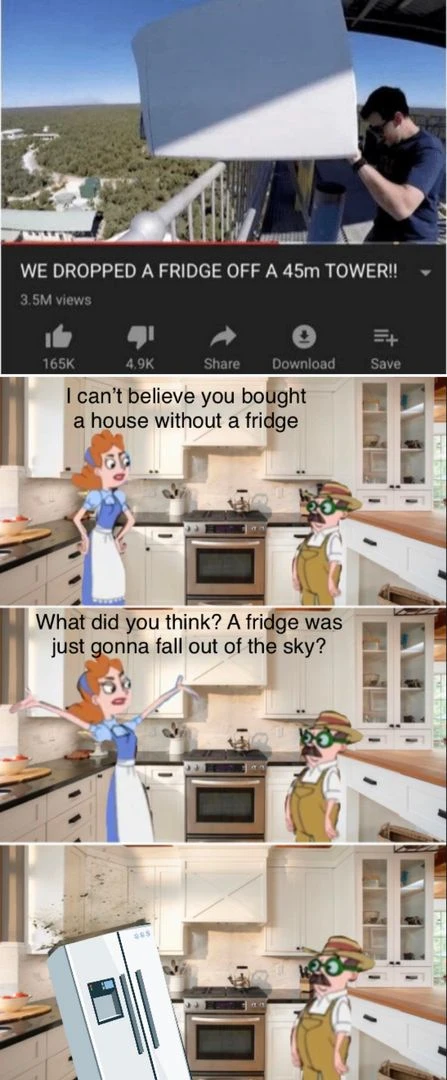 WE DROPPED A FRIDGE OFF A 45m TOWER!!
3.5M views
165K
4.9K
Share
Download
Save
I can't believe you bought
a house without a fridge
What did you think? A fridge was
just gonna fall out of the sky?